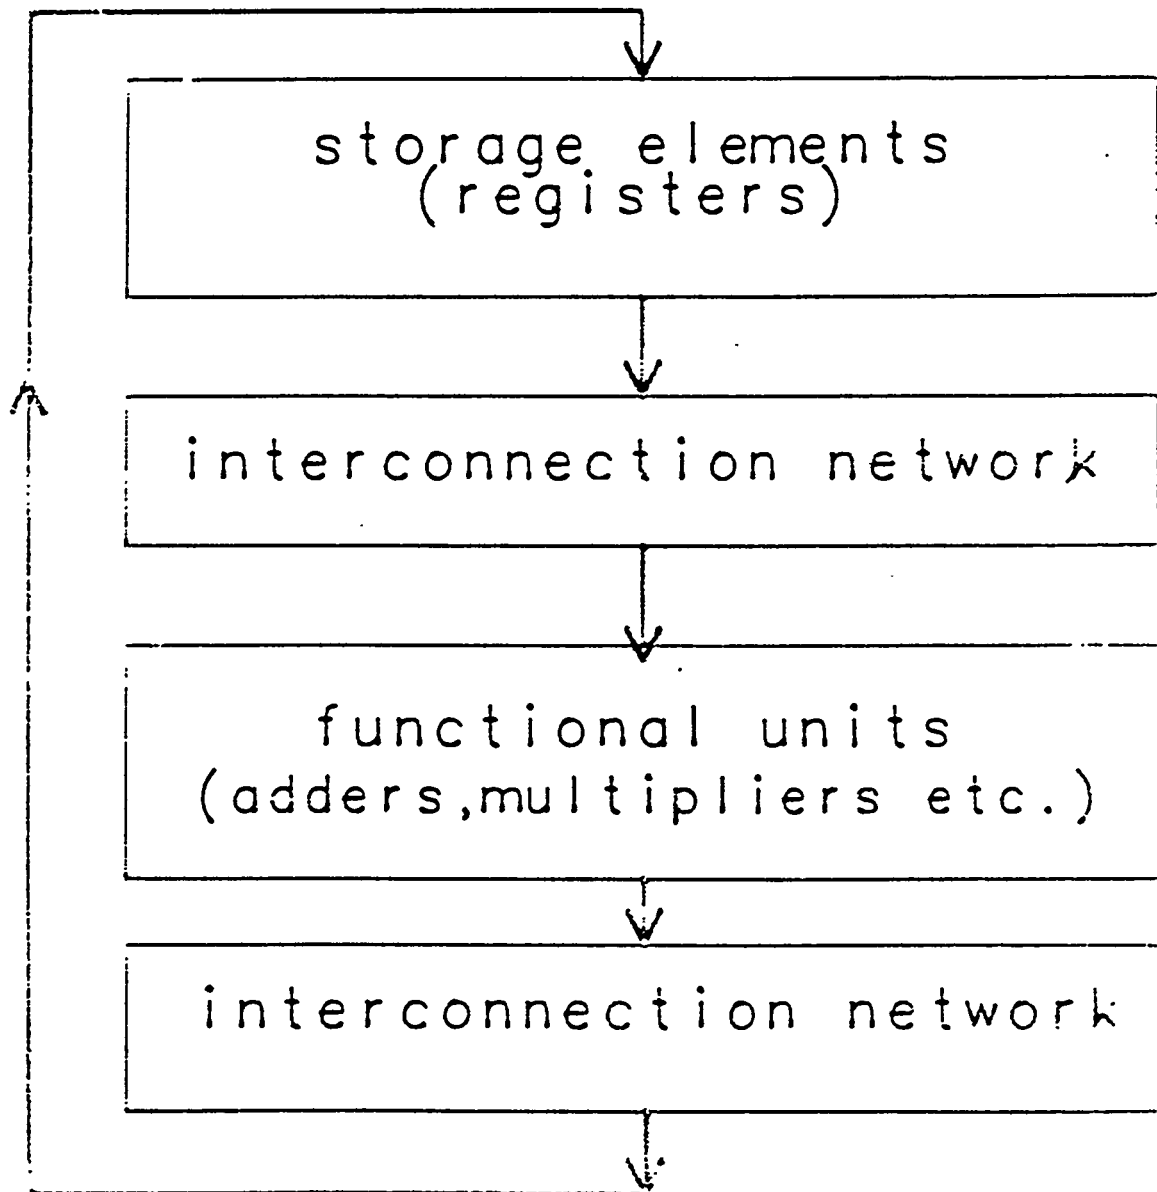 storage elements
(registers)
interconnection network
functional units
(adders,multipliers etc.)
interconnection network